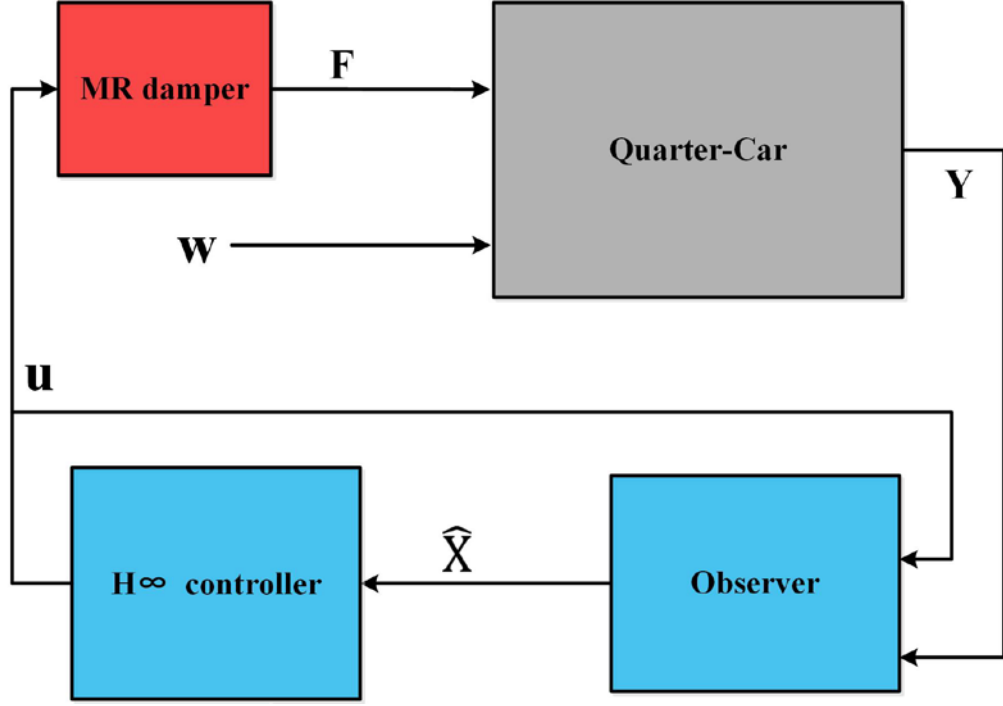 F
MR damper
Quarter-Car
Y
w
u
X̂
H∞ controller
Observer